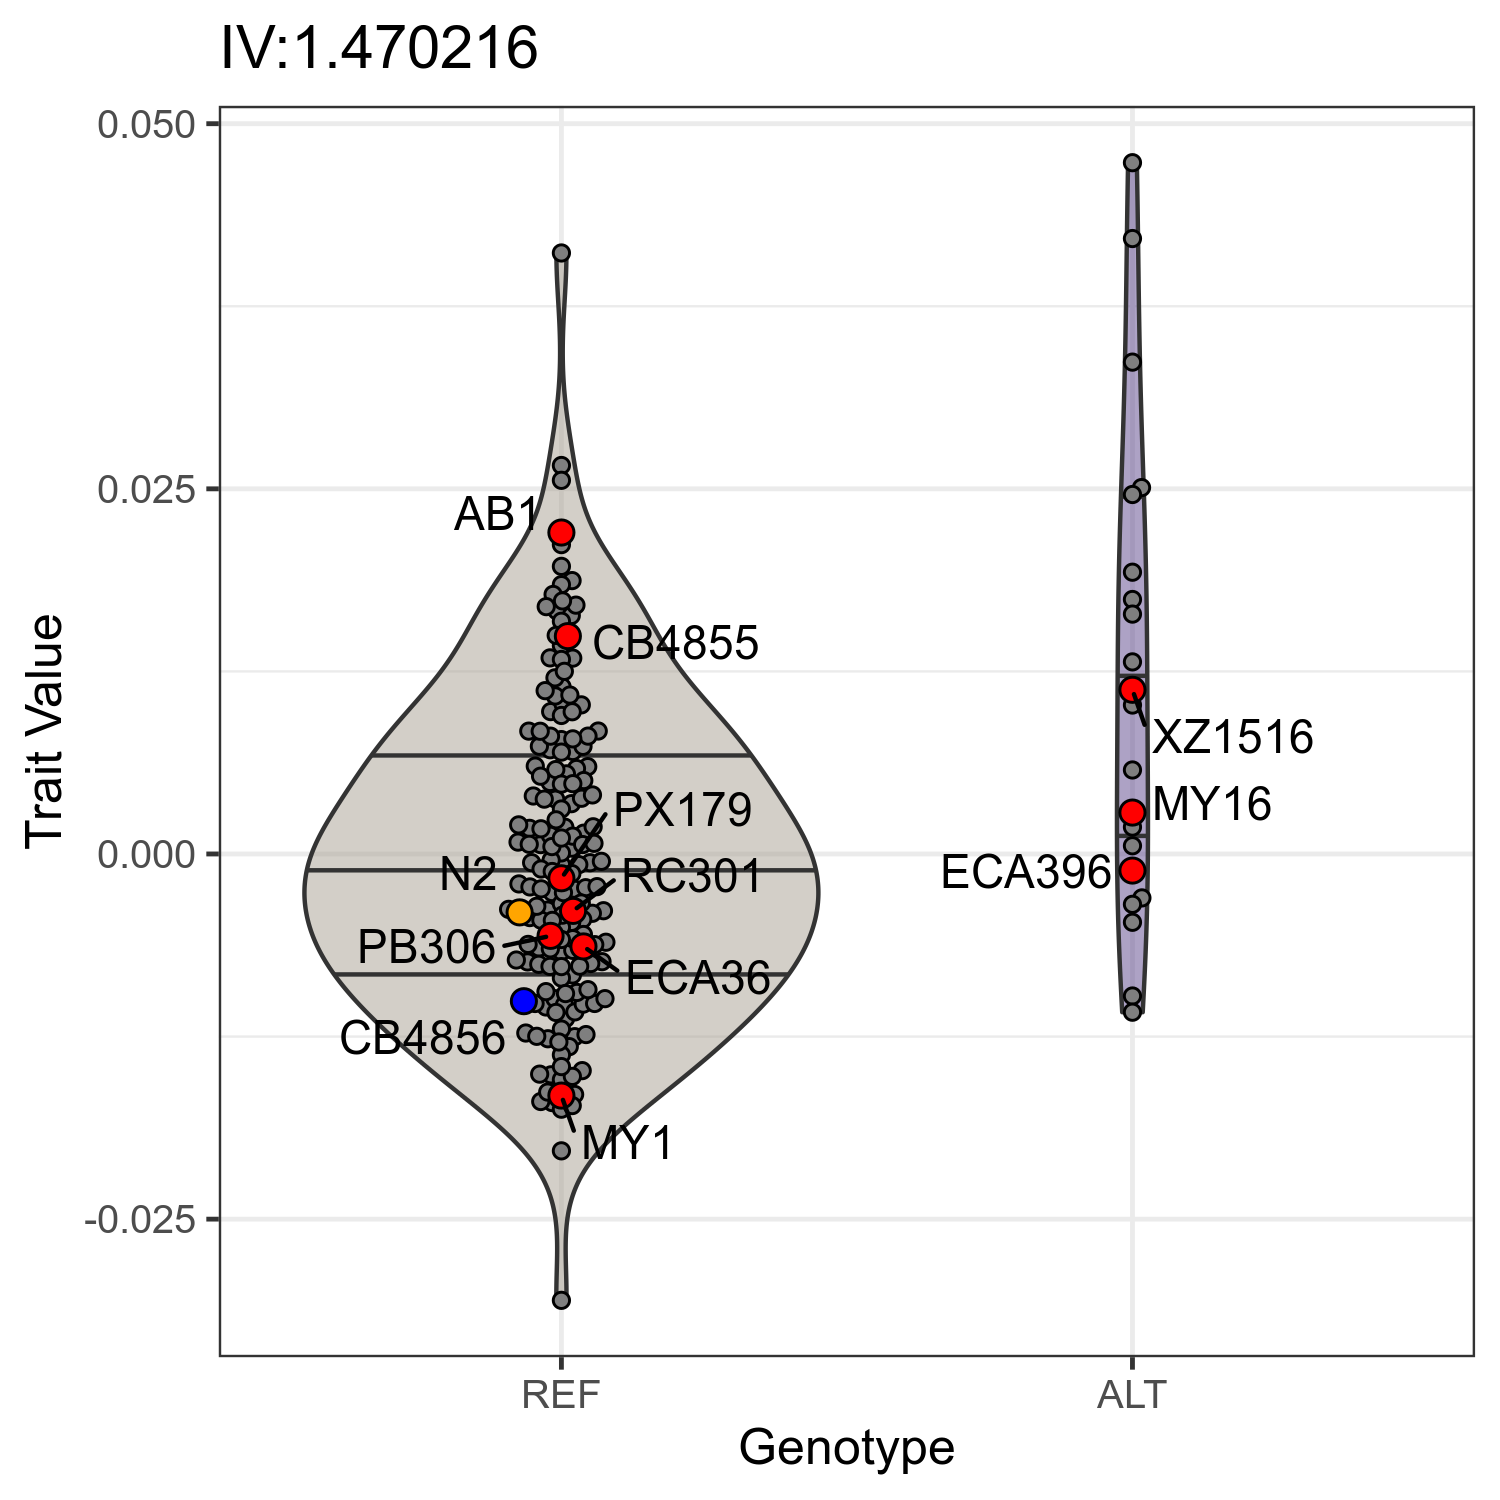 IV:1.470216
Trait Value
0.050
0.025
0.000
-0.025
AB1
CB4855
PX179
N2
RC301
PB306
ECA36
CB4856
MY1
XZ1516
MY16
ECA396
REF
ALT
Genotype